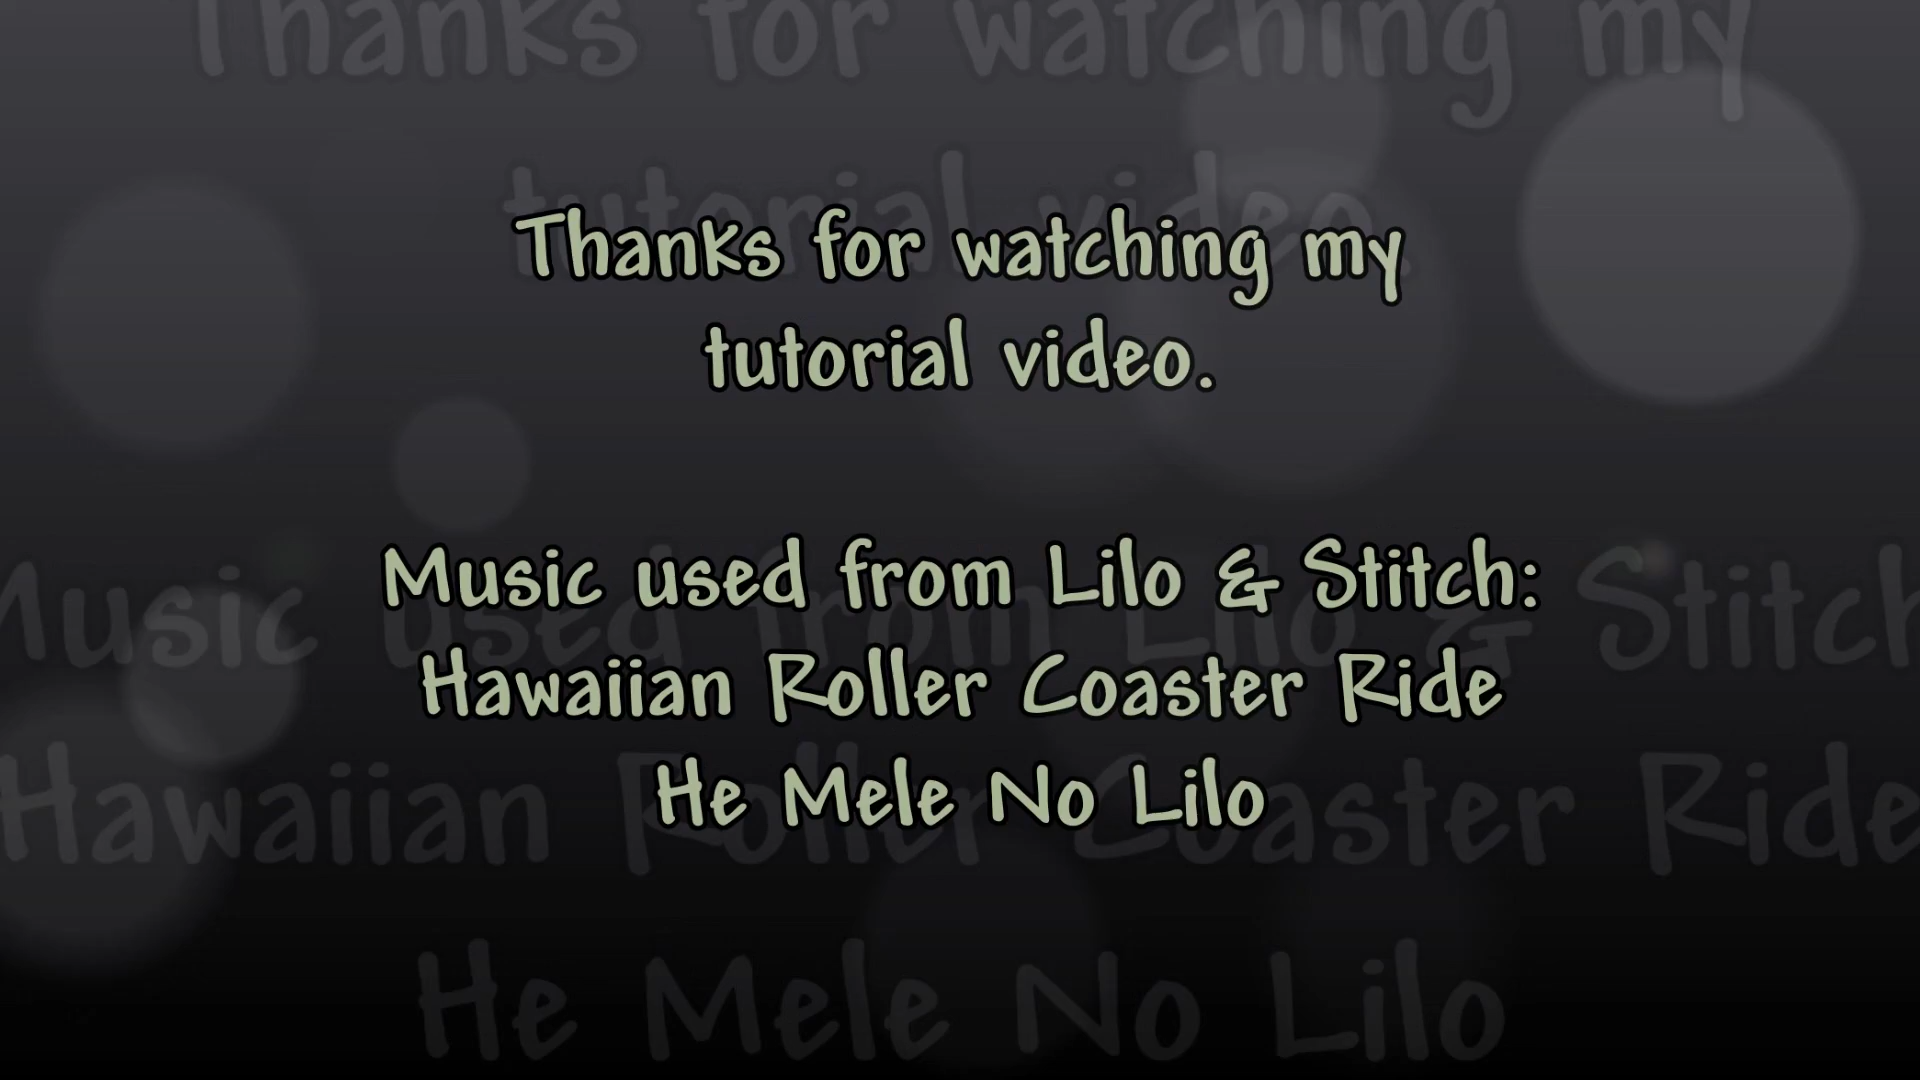 Thanks for watching my
tutorial video.
Music used from Lilo & Stitch:
Hawaiian Roller Coaster Ride
He Mele No Lilo